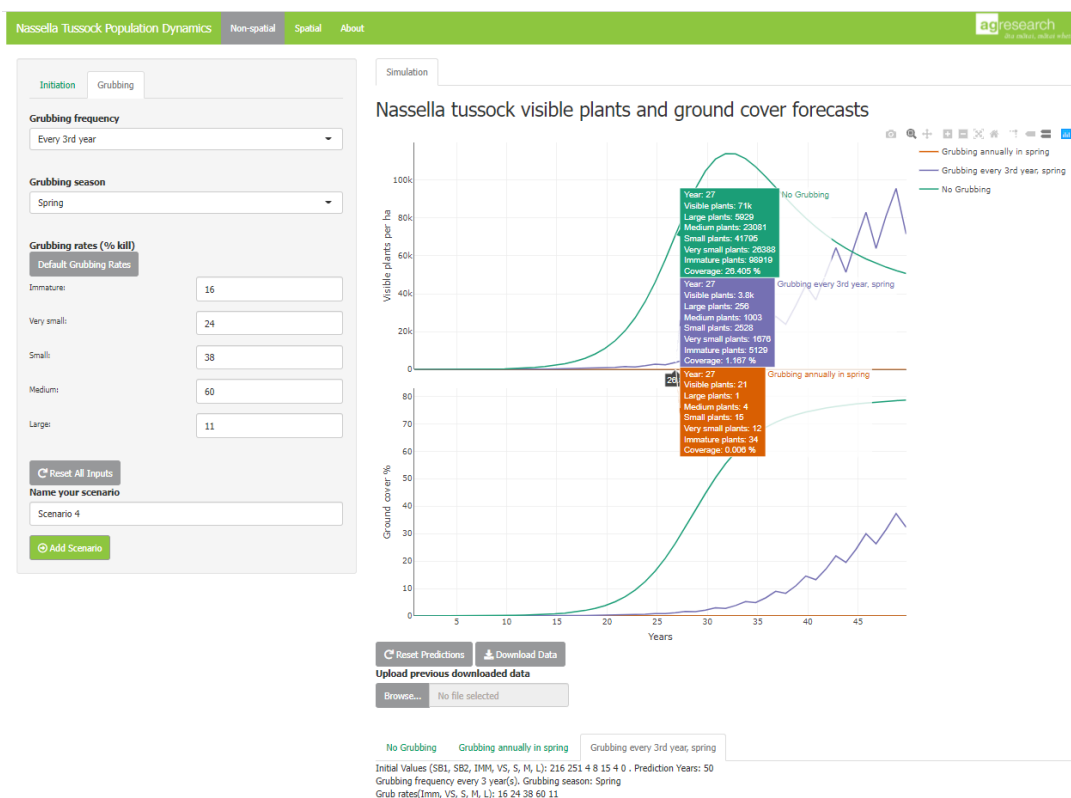 Nassella Tussock Population Dynamics Non-spatial Spatial About
agresearch
Initiation Grubbing
Grubbing frequency
Every 3rd year
Grubbing season
Spring
Grubbing rates (% kill)
Default Grubbing Rates
Immature: 16
Very small: 24
Small: 38
Medium: 60
Large: 11
Reset All Inputs
Name your scenario
Scenario 4
Add Scenario
Simulation
Nassella tussock visible plants and ground cover forecasts
Grubbing annually in spring
Grubbing every 3rd year, spring
No Grubbing
Visible plants per ha
100k
80k
60k
40k
20k
0
Year: 27 No Grubbing
Visible plants: 71k
Large plants: 5929
Medium plants: 23081
Small plants: 41795
Very small plants: 26388
Immature plants: 98919
Coverage: 26.405 %
Year: 27 Grubbing every 3rd year, spring
Visible plants: 3.8k
Large plants: 256
Medium plants: 1003
Small plants: 2528
Very small plants: 1676
Immature plants: 5129
Coverage: 1.167 %
26
Year: 27 Grubbing annually in spring
Visible plants: 21
Large plants: 1
Medium plants: 4
Small plants: 15
Very small plants: 12
Immature plants: 34
Coverage: 0.006 %
Ground cover %
80
70
60
50
40
30
20
10
0
5 10 15 20 25 30 35 40 45
Years
Reset Predictions Download Data
Upload previous downloaded data
Browse... No file selected
No Grubbing Grubbing annually in spring Grubbing every 3rd year, spring
Initial Values (SB1, SB2, IMM, VS, S, M, L): 216 251 4 8 15 4 0 . Prediction Years: 50
Grubbing frequency every 3 year(s). Grubbing season: Spring
Grub rates(Imm, VS, S, M, L): 16 24 38 60 11